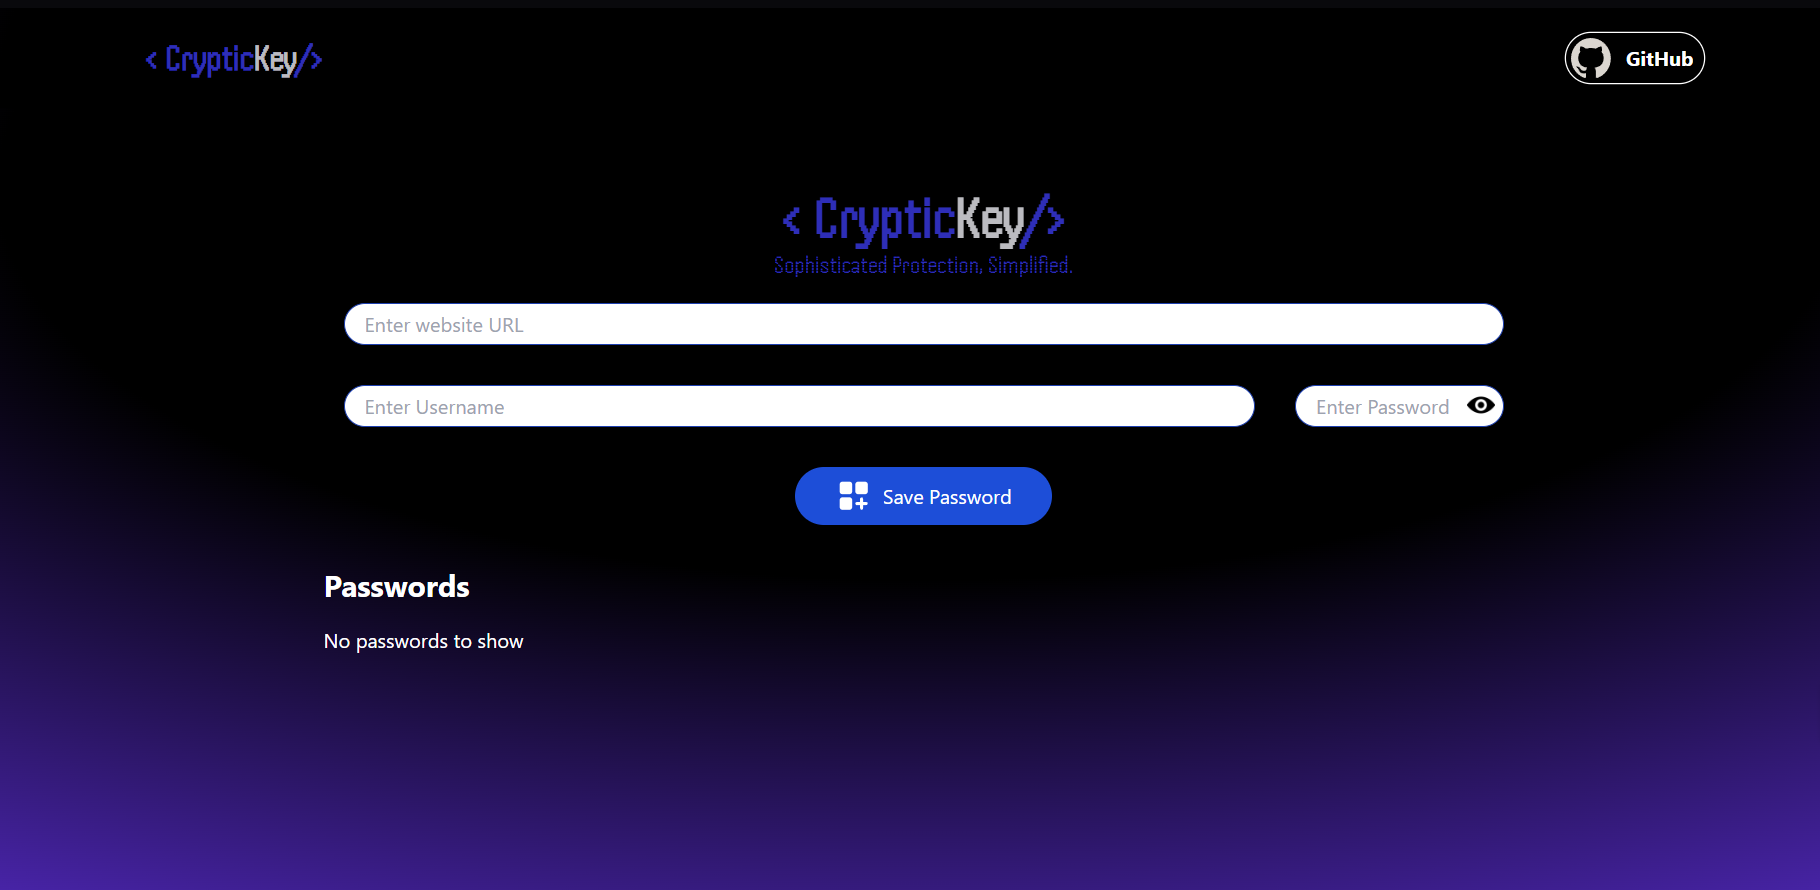 < CrypticKey/>
GitHub
< CrypticKey/>
Sophisticated Protection, Simplified.
Enter website URL
Enter Username
Enter Password
Save Password
Passwords
No passwords to show